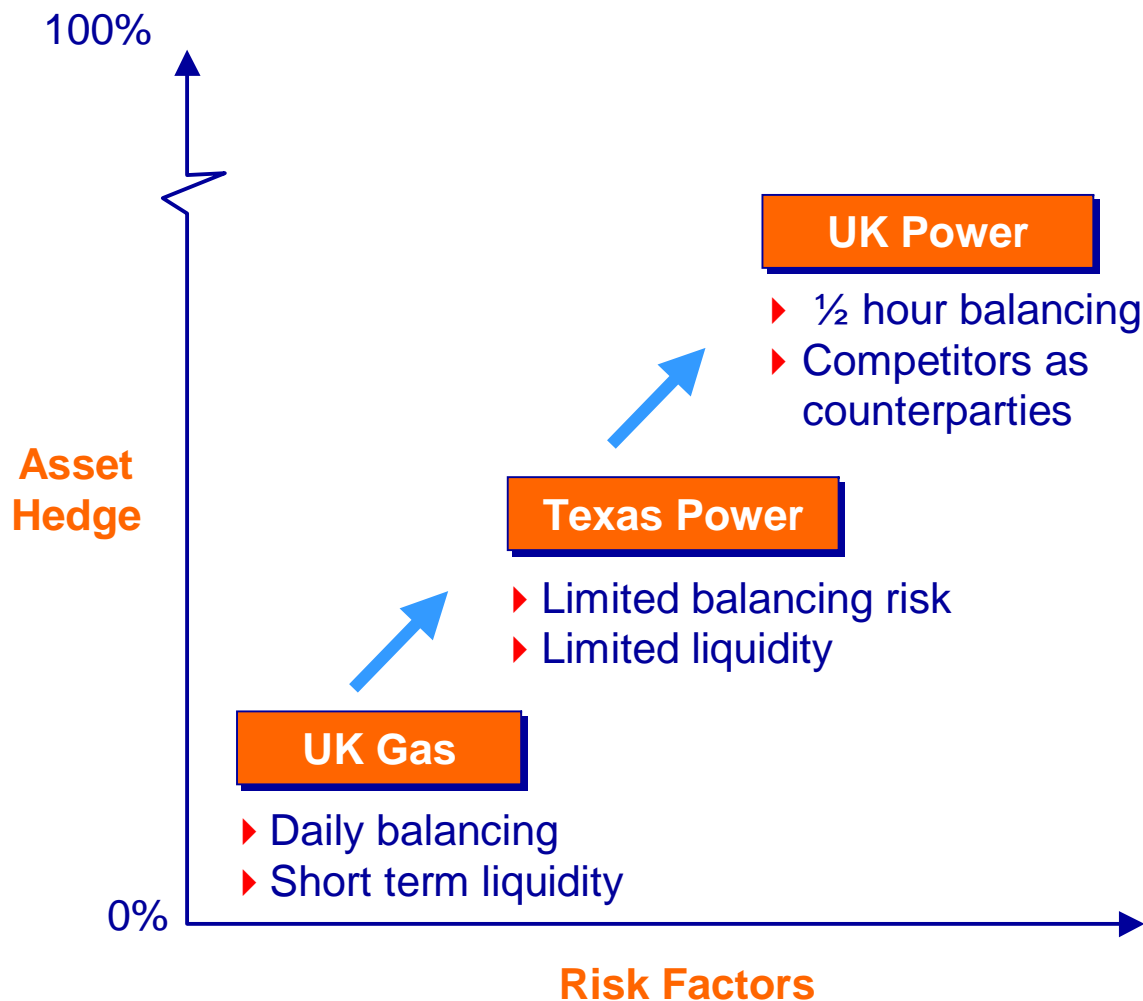 100%
UK Power
½ hour balancing
Competitors as
counterparties
Asset
Hedge
Texas Power
Limited balancing risk
Limited liquidity
UK Gas
Daily balancing
Short term liquidity
0%
Risk Factors